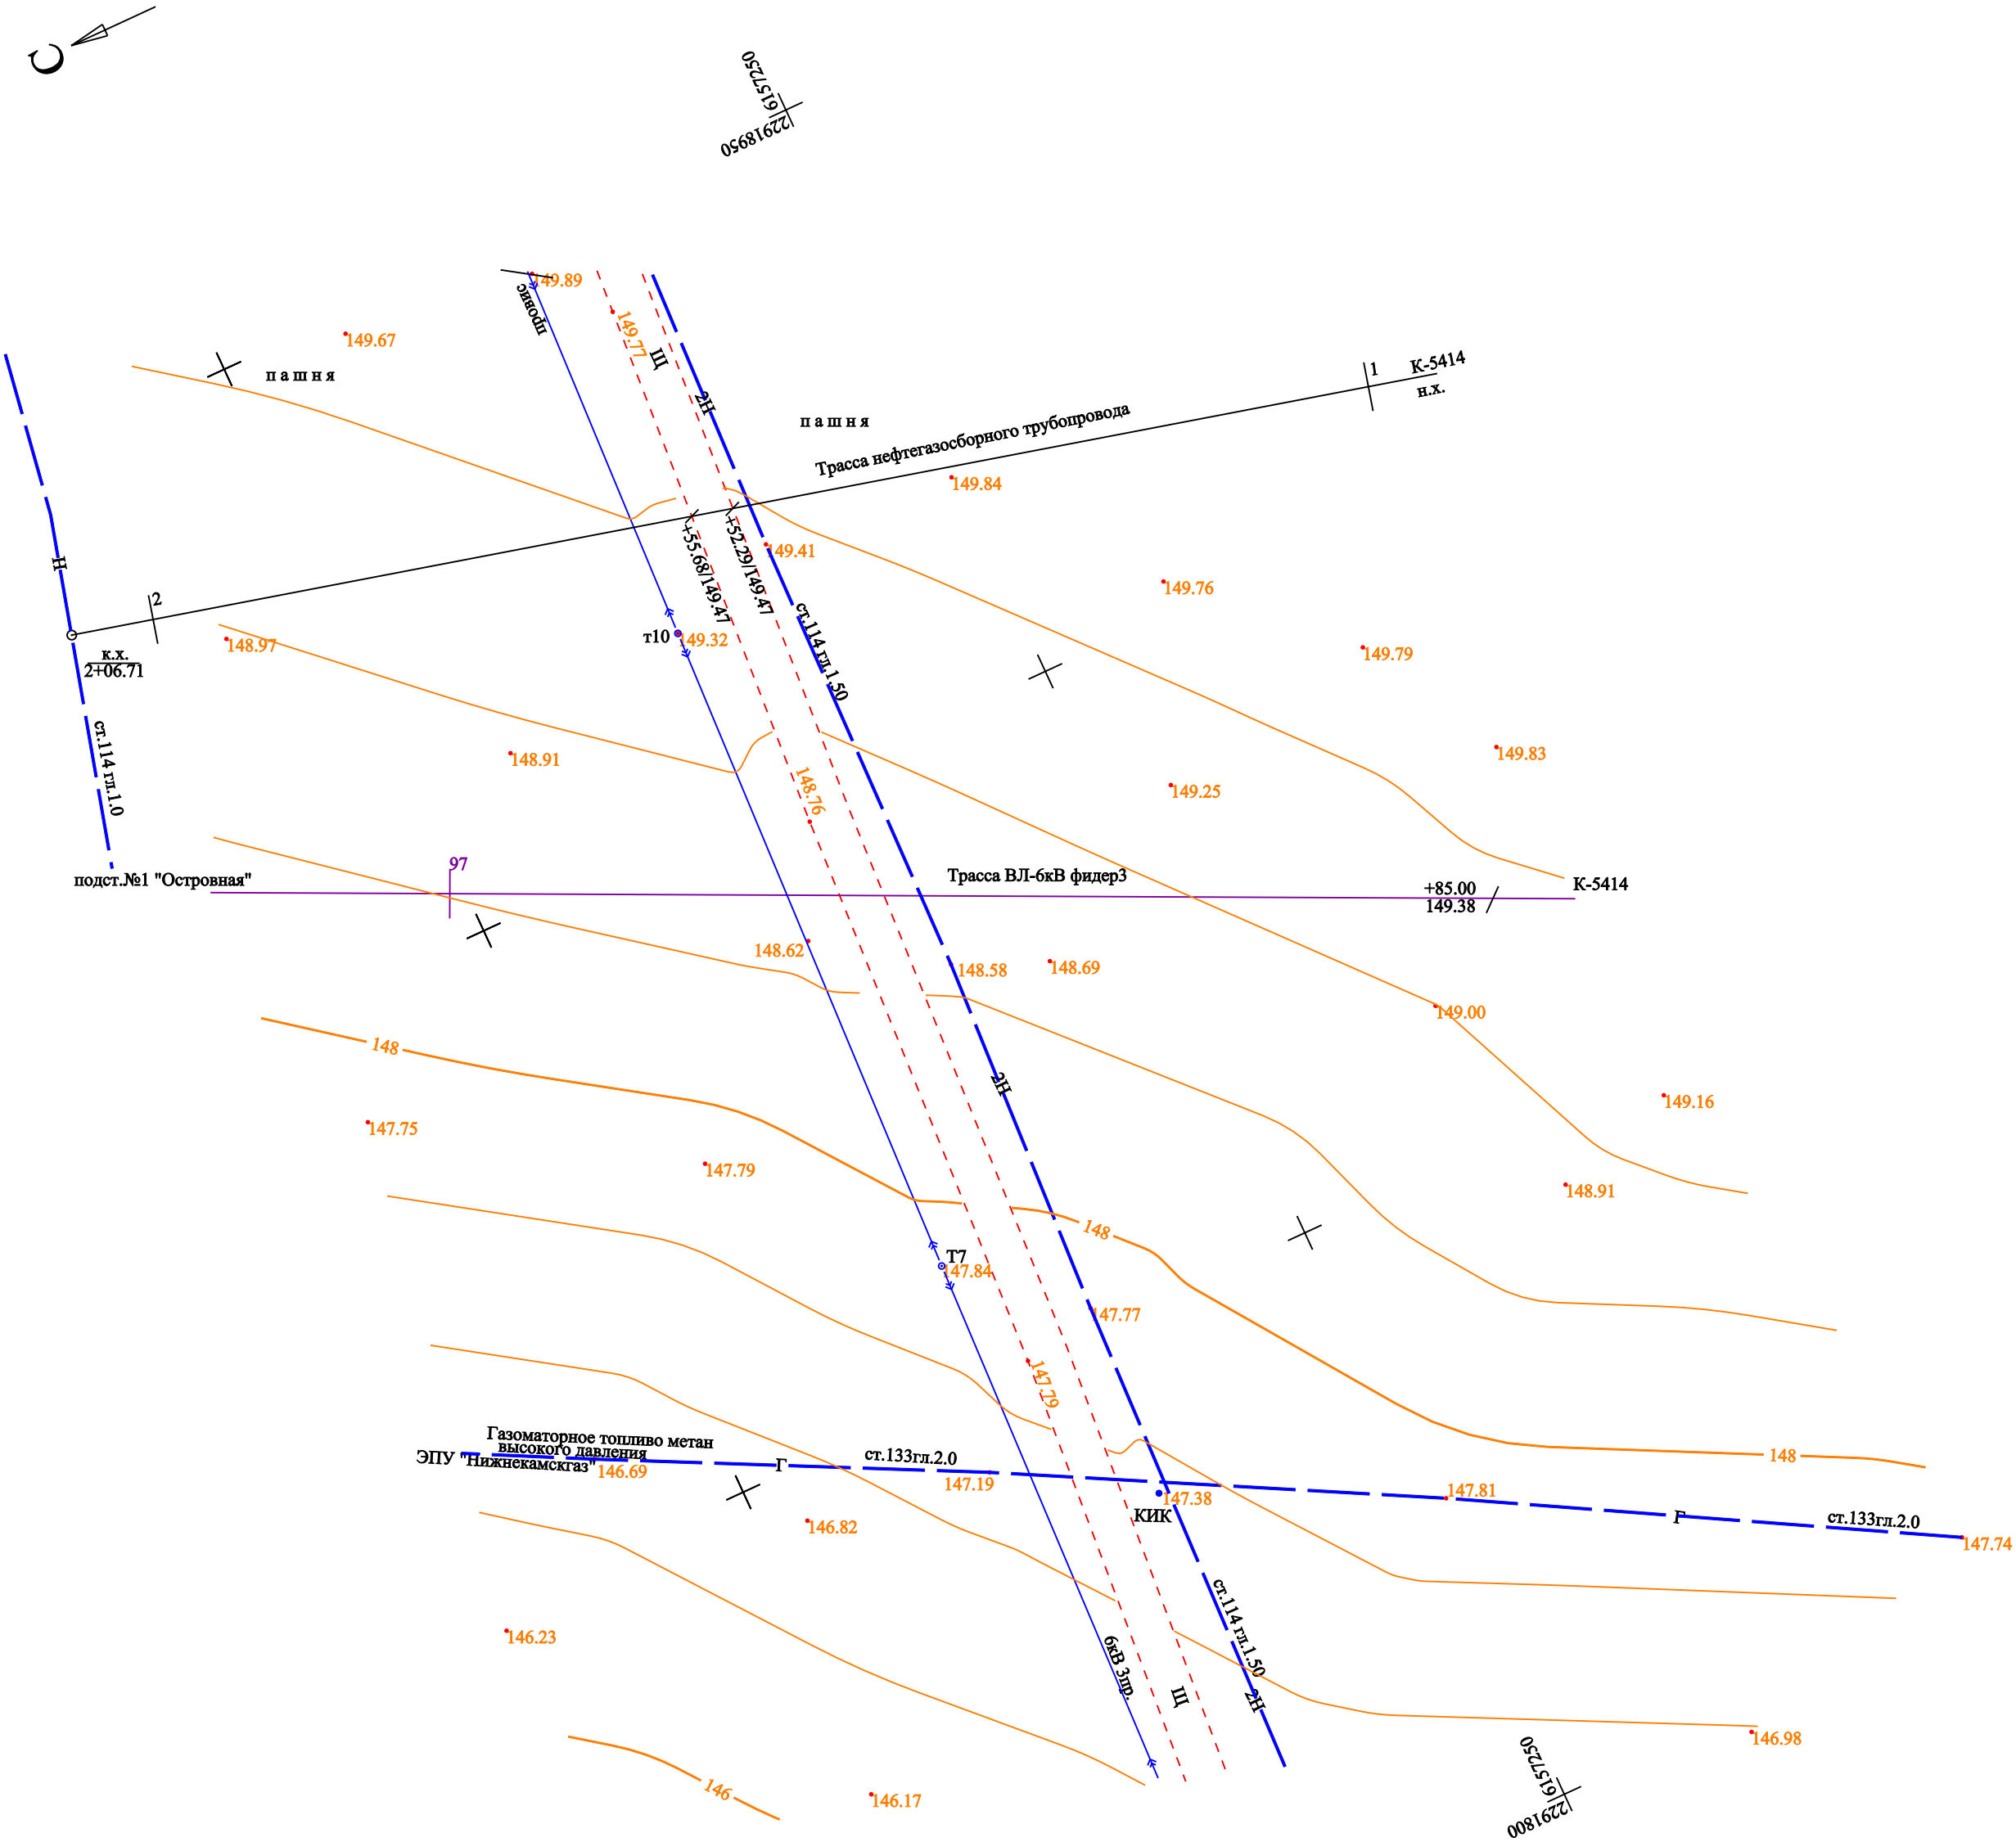 С
6157250
22918950
149.89
провис
149.67
149.77
Щ
пашня
2Н
пашня
1
К-5414
н.х.
Трасса нефтегазосборного трубопровода
149.84
+55.68/149.47
+52.29/149.47
149.41
Н
2
149.76
ст.114 гл.1.50
т10
149.32
148.97
к.х.
2+06.71
149.79
149.83
148.91
148.76
149.25
ст.114 гл.1.0
97
подст.№1 "Островная"
Трасса ВЛ-6кВ фидер3
+85.00
149.38
К-5414
148.62
148.58
148.69
149.00
148
2Н
149.16
147.75
147.79
148.91
148
Т7
147.84
147.77
147.79
Газоматорное топливо метан
высокого давления
ЭПУ "Нижнекамскгаз"
146.69
Г
ст.133гл.2.0
148
147.19
147.38
147.81
КИК
146.82
Г
ст.133гл.2.0
147.74
ст.114 гл.1.50
146.23
6кВ 3пр.
Щ
2Н
146.98
146
146.17
6157250
2291800